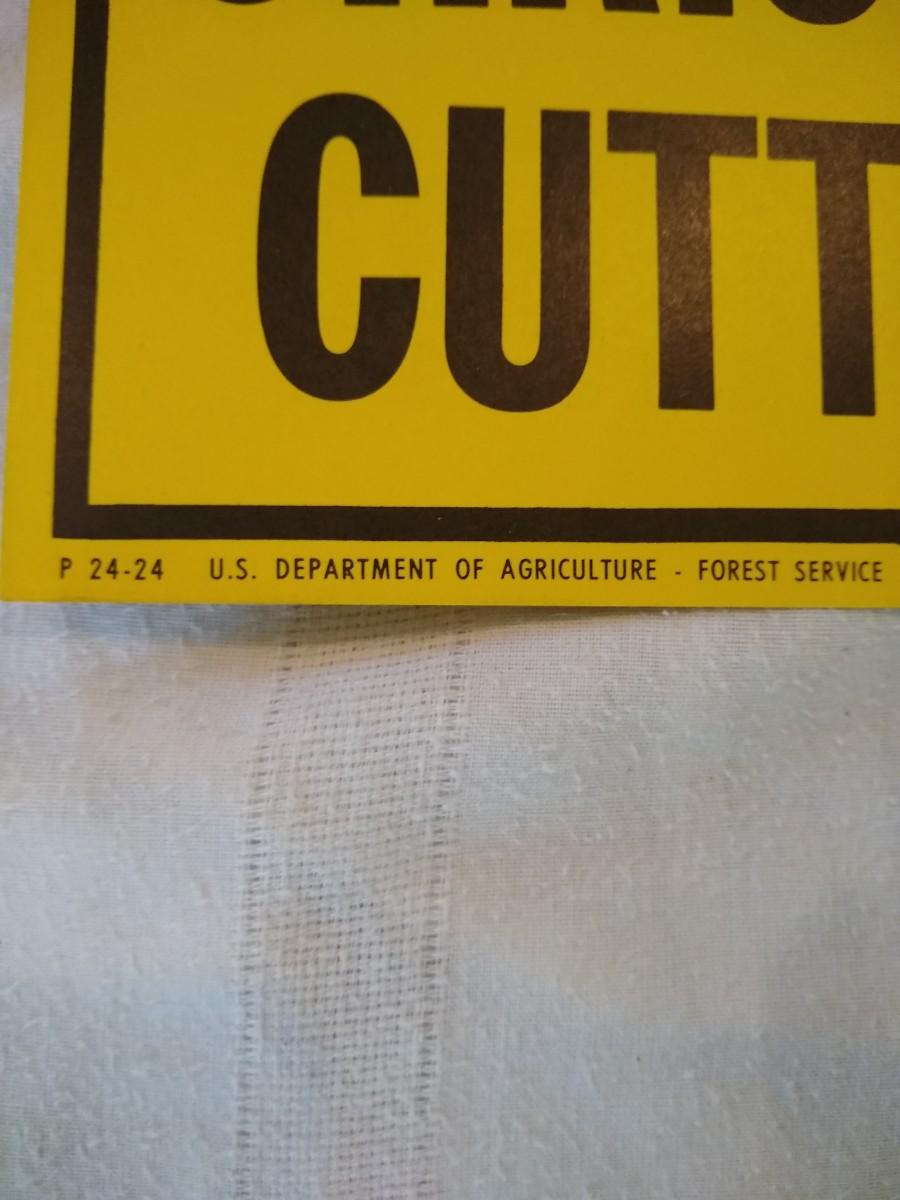 CUTT
P 24-24 U.S. DEPARTMENT OF AGRICULTURE - FOREST SERVICE